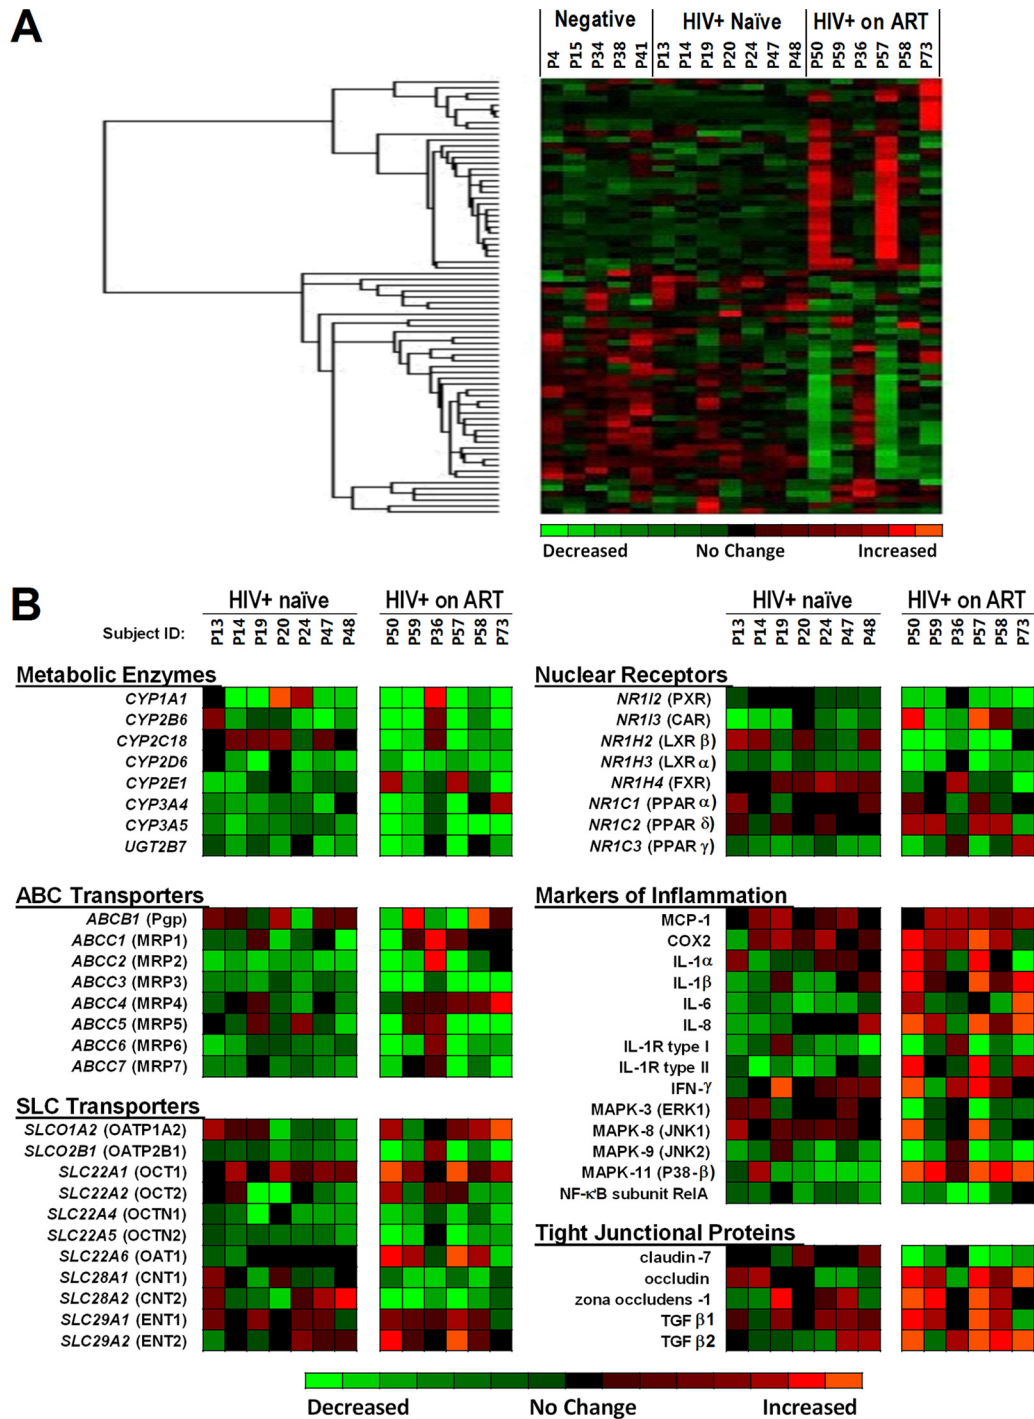 A
Negative HIV+ Naïve HIV+ on ART
P4 P15 P34 P38 P41 P13 P14 P19 P20 P24 P47 P48 P50 P59 P36 P57 P58 P73
Decreased No Change Increased
B
HIV+ naïve HIV+ on ART
Subject ID: P13 P14 P19 P20 P24 P47 P48 P50 P59 P36 P57 P58 P73
Metabolic Enzymes
CYP1A1
CYP2B6
CYP2C18
CYP2D6
CYP2E1
CYP3A4
CYP3A5
UGT2B7
ABC Transporters
ABCB1 (Pgp)
ABCC1 (MRP1)
ABCC2 (MRP2)
ABCC3 (MRP3)
ABCC4 (MRP4)
ABCC5 (MRP5)
ABCC6 (MRP6)
ABCC7 (MRP7)
SLC Transporters
SLCO1A2 (OATP1A2)
SLCO2B1 (OATP2B1)
SLC22A1 (OCT1)
SLC22A2 (OCT2)
SLC22A4 (OCTN1)
SLC22A5 (OCTN2)
SLC22A6 (OAT1)
SLC28A1 (CNT1)
SLC28A2 (CNT2)
SLC29A1 (ENT1)
SLC29A2 (ENT2)
HIV+ naïve HIV+ on ART
P13 P14 P19 P20 P24 P47 P48 P50 P59 P36 P57 P58 P73
Nuclear Receptors
NR1I2 (PXR)
NR1I3 (CAR)
NR1H2 (LXR β)
NR1H3 (LXR α)
NR1H4 (FXR)
NR1C1 (PPAR α)
NR1C2 (PPAR δ)
NR1C3 (PPAR γ)
Markers of Inflammation
MCP-1
COX2
IL-1α
IL-1β
IL-6
IL-8
IL-1R type I
IL-1R type II
IFN-γ
MAPK-3 (ERK1)
MAPK-8 (JNK1)
MAPK-9 (JNK2)
MAPK-11 (P38-β)
NF-κB subunit RelA
Tight Junctional Proteins
claudin-7
occludin
zona occludens -1
TGF β1
TGF β2
Decreased No Change Increased